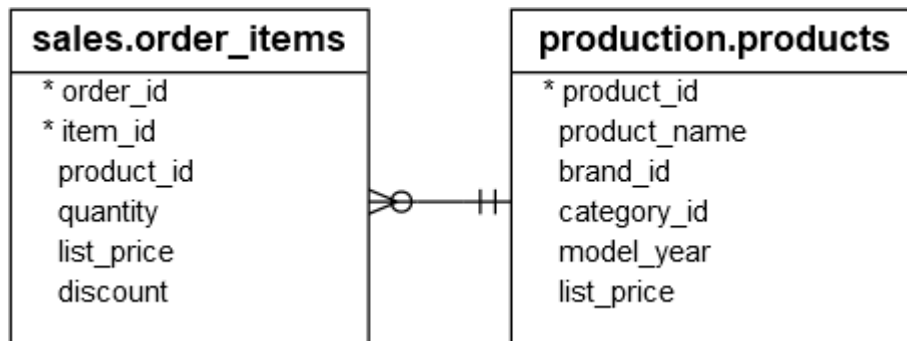 sales.order_items
* order_id
* item_id
product_id
quantity
list_price
discount
production.products
* product_id
product_name
brand_id
category_id
model_year
list_price